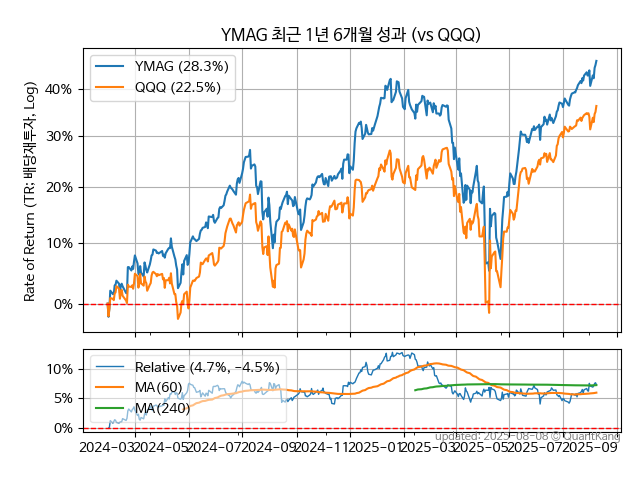 YMAG 최근 1년 6개월 성과 (vs QQQ)
YMAG (28.3%)
QQQ (22.5%)
Rate of Return (TR: 배당재투자, Log)
40%
30%
20%
10%
0%
Relative (4.7%, -4.5%)
MA(60)
MA(240)
10%
5%
0%
2024-03
2024-05
2024-07
2024-09
2024-11
2025-01
2025-03
2025-05
2025-07
2025-09
updated: 2025-08-08 © QuantKang